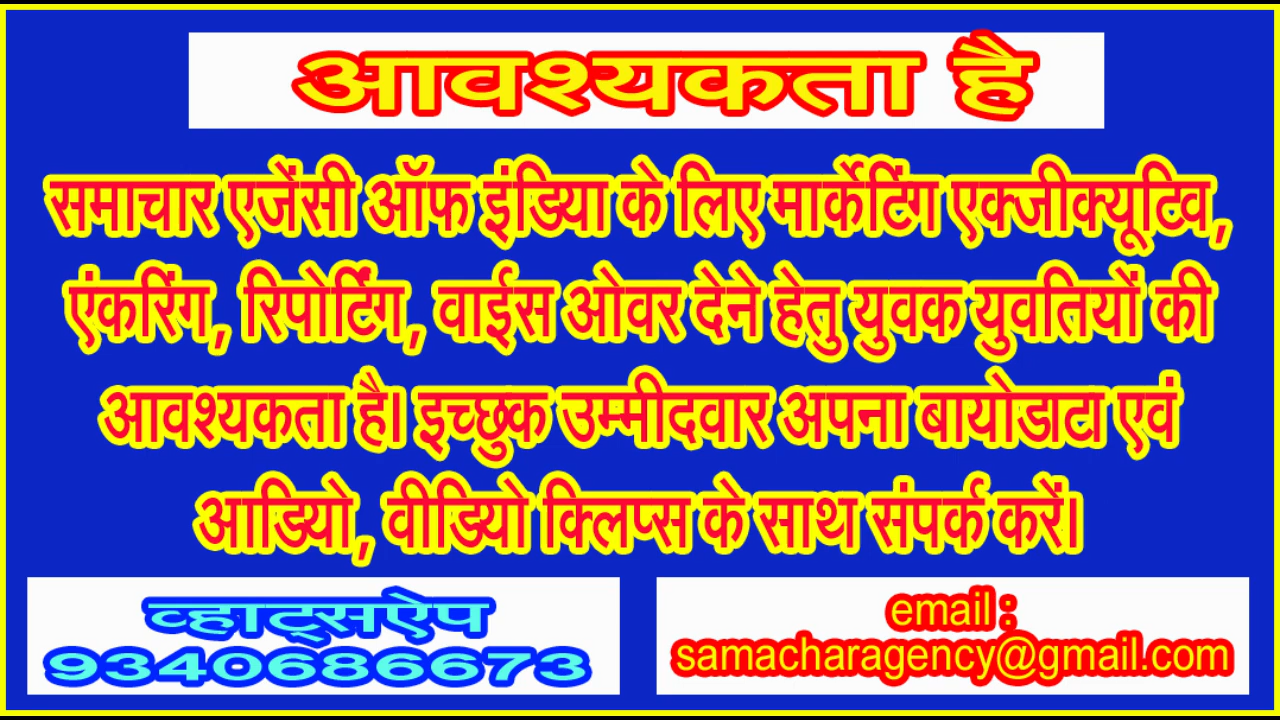 आवश्यकता है
समाचार एजेंसी ऑफ इंडिया के लिए मार्केटिंग एक्जीक्यूटिव,
एंकरिंग, रिपोर्टिंग, वाईस ओवर देने हेतु युवक युवतियों की
आवश्यकता है। इच्छुक उम्मीदवार अपना बायोडाटा एवं
आडियो, वीडियो क्लिप्स के साथ संपर्क करें।
व्हाट्सऐप
9340686673
email :
samacharagency@gmail.com